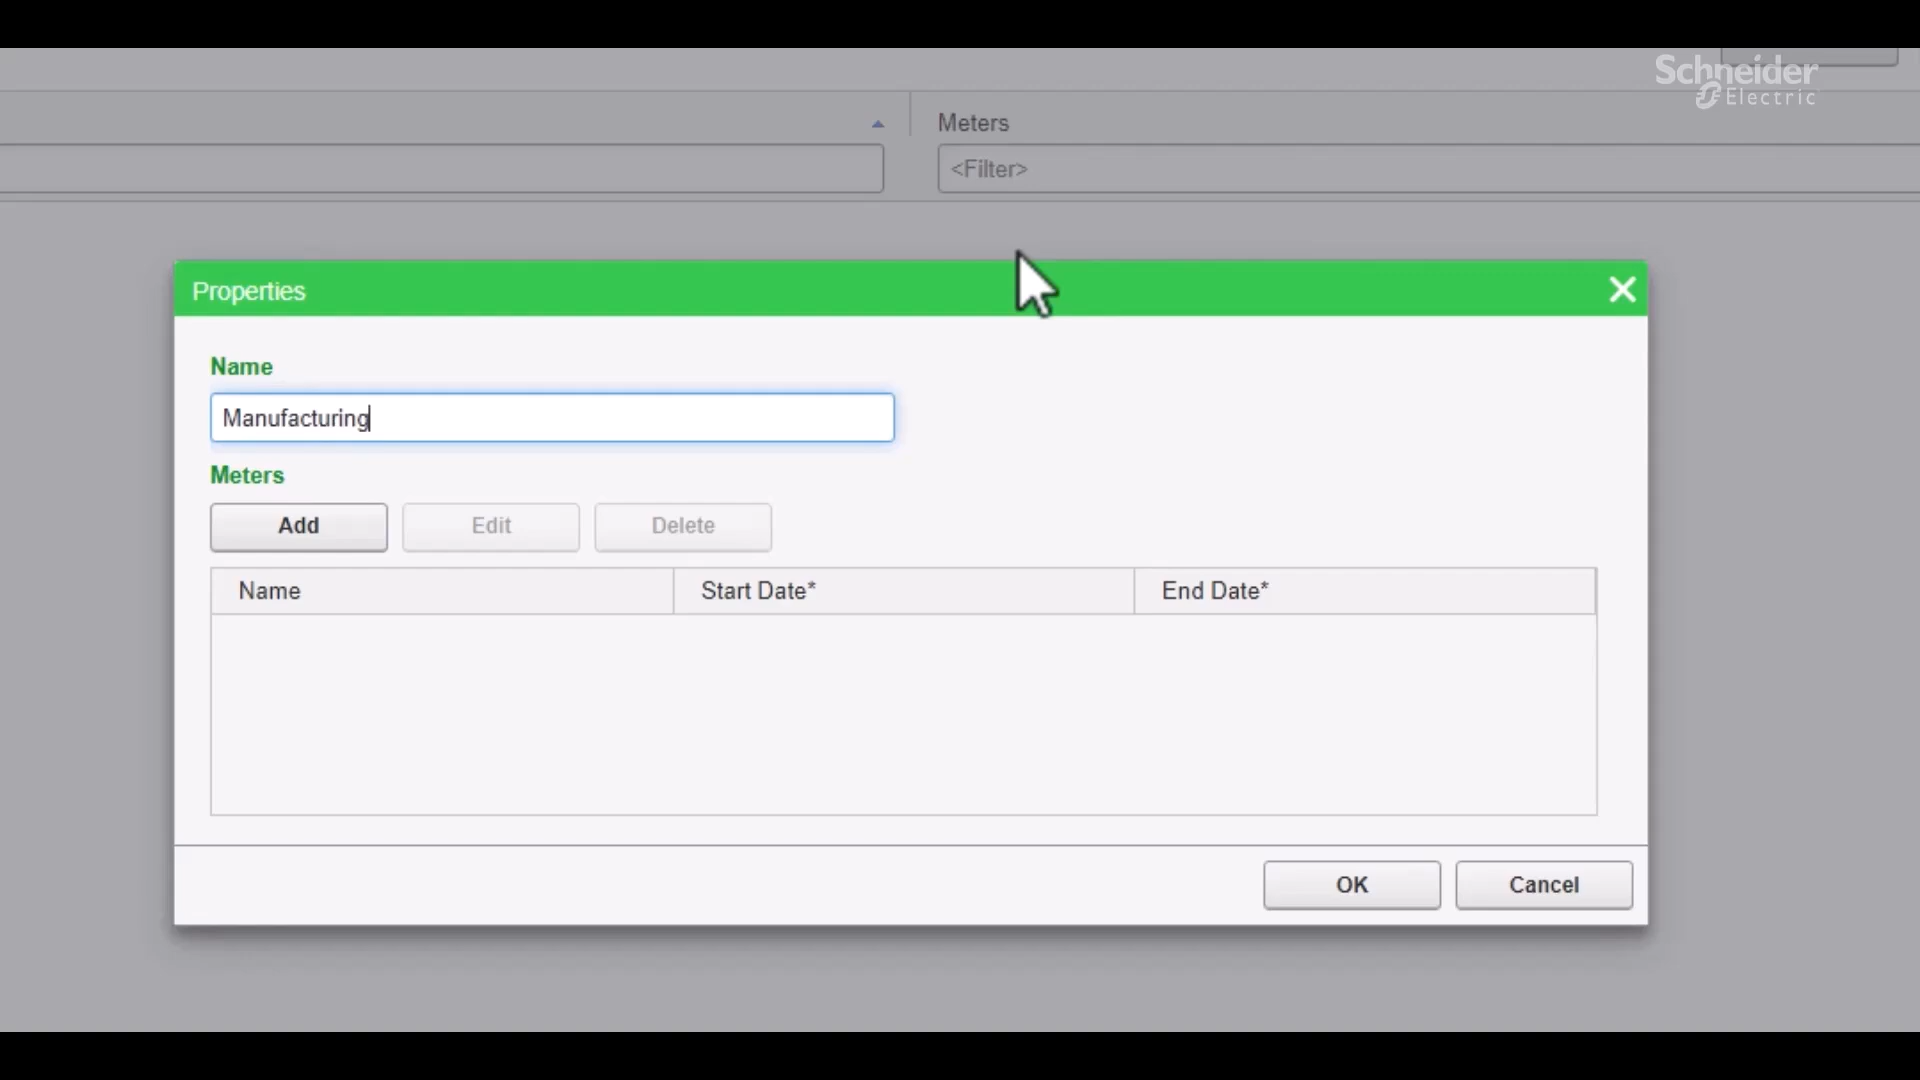 Schneider
Electric
Meters
<Filter>
Properties
Name
Manufacturing
Meters
Add Edit Delete
Name Start Date* End Date*
OK Cancel